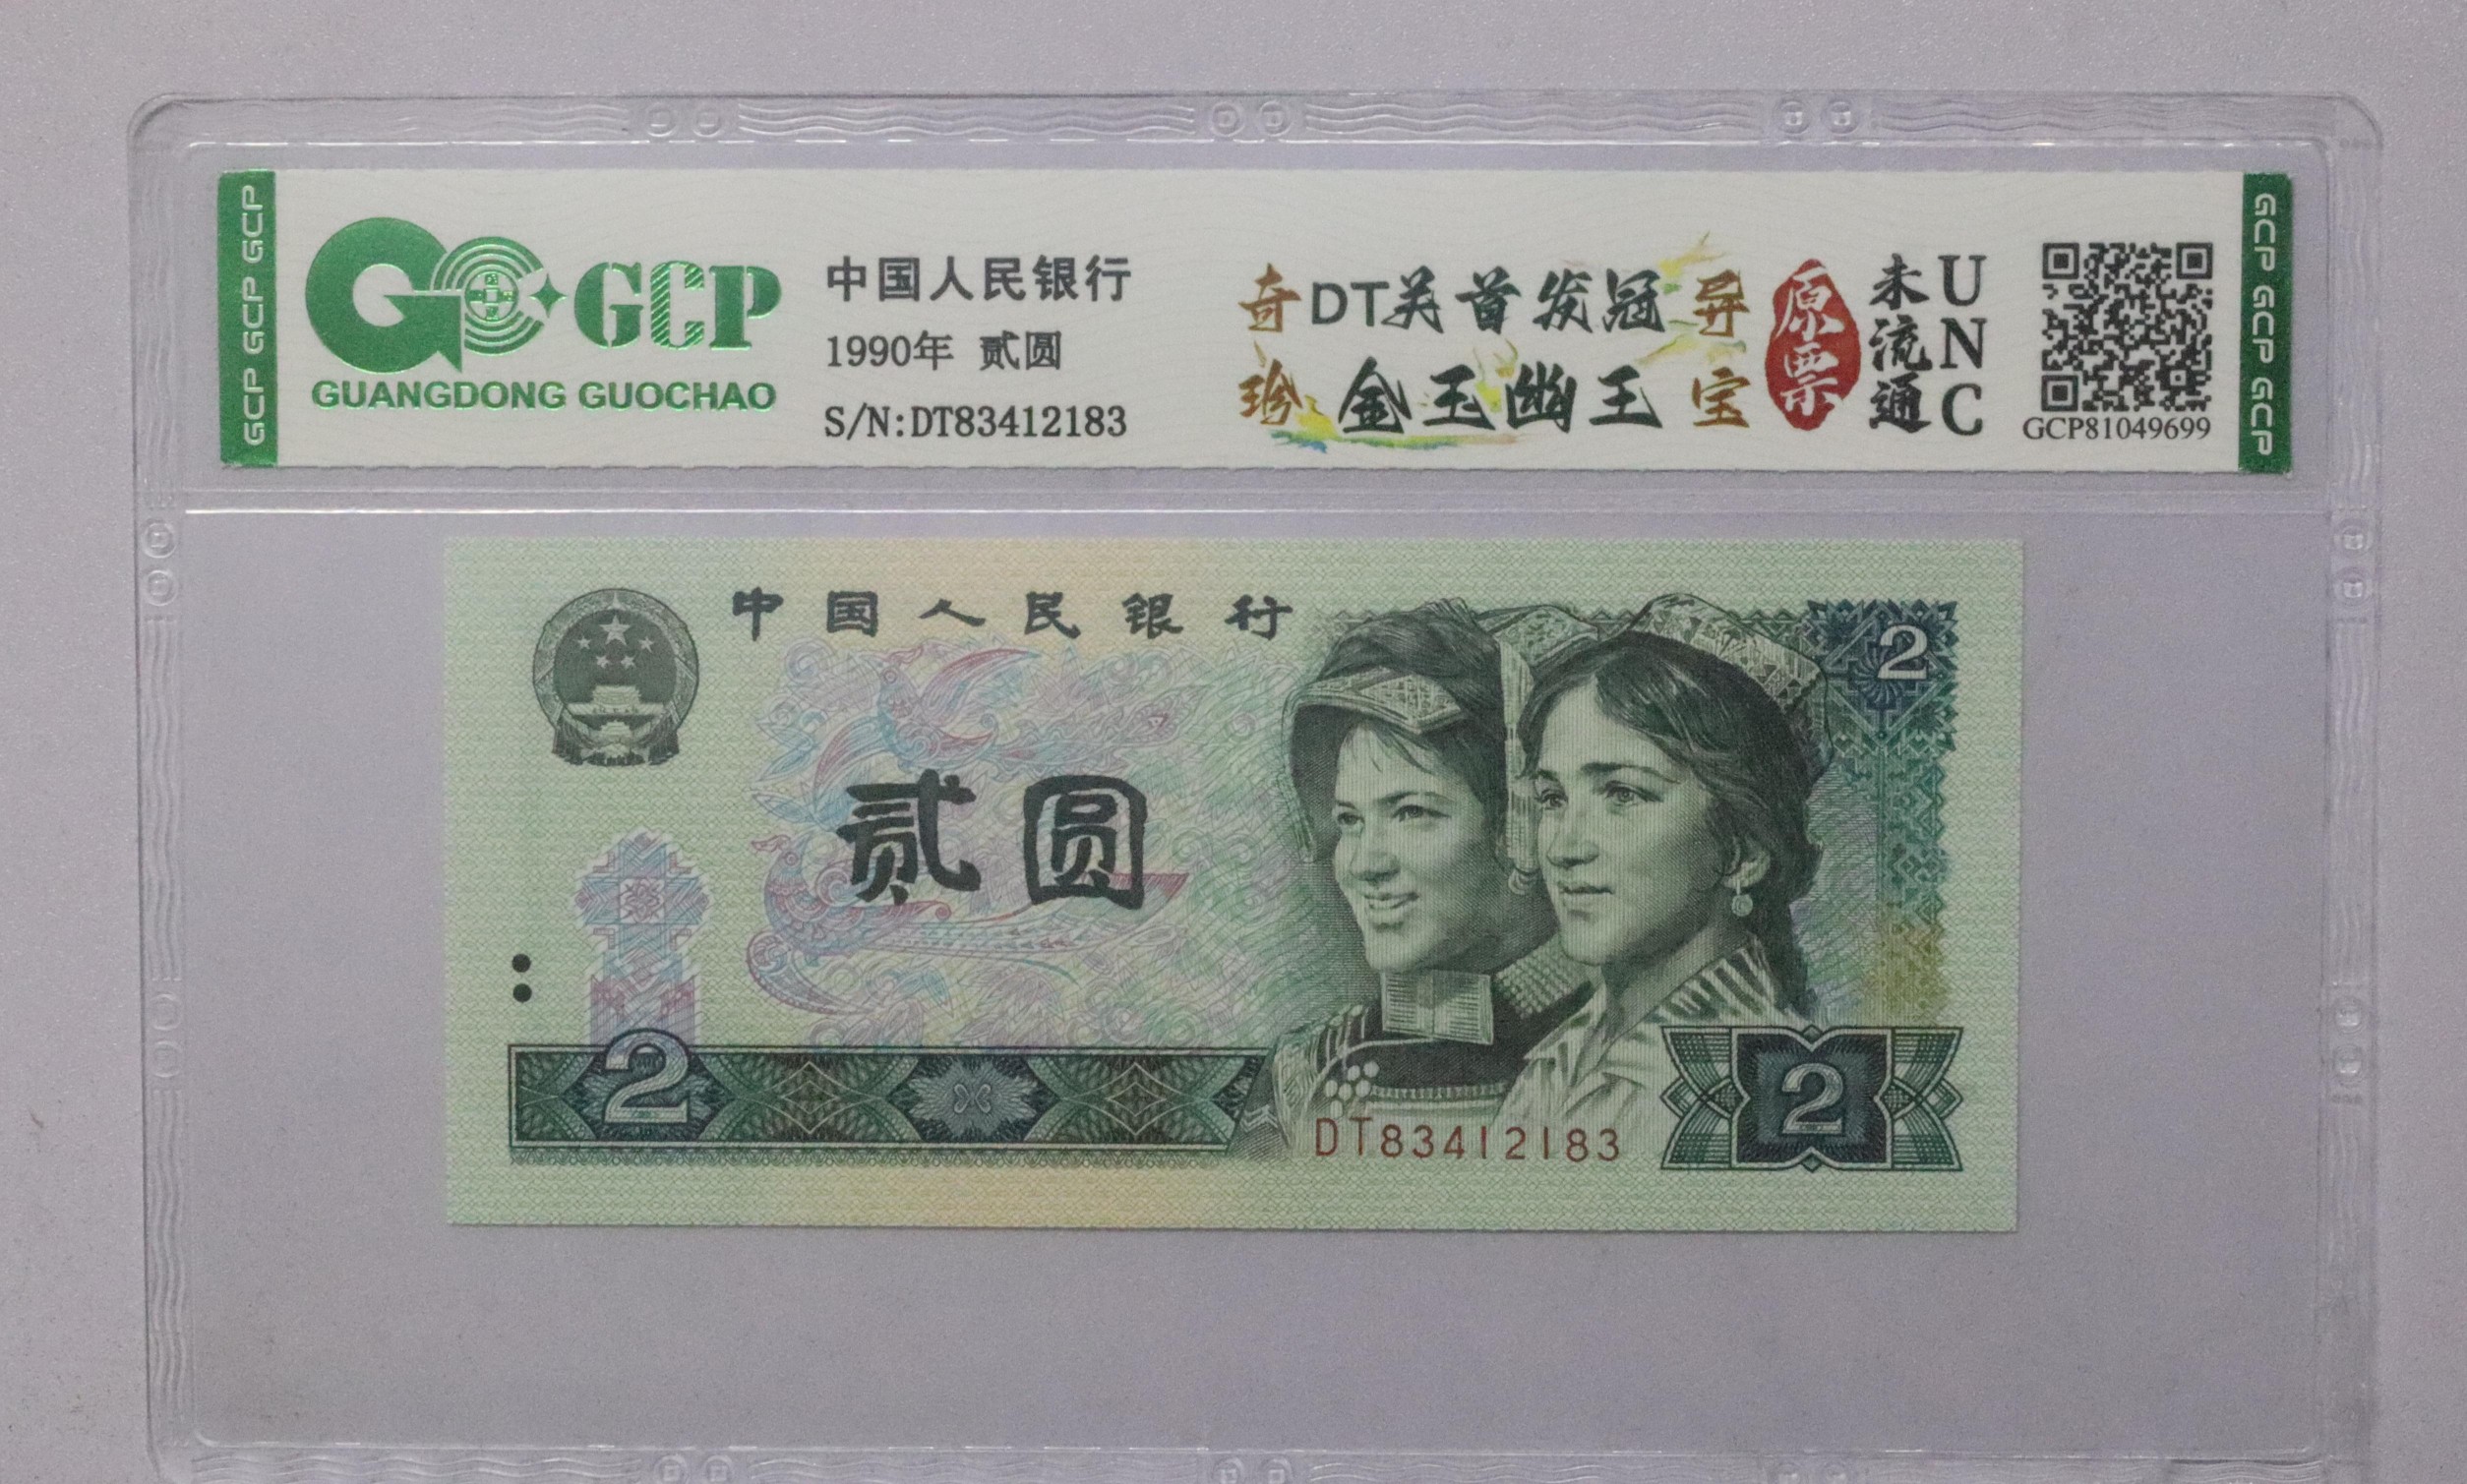 GCP GCP GCP
GCP
GUANGDONG GUOCHAO
中国人民银行
1990年 贰圆
S/N:DT83412183
奇 DT关首发冠 异
珍 金玉幽王 宝
原票
未流通
UNC
GCP81049699
GCP GCP GCP
中国人民银行
2
贰圆
2
2
DT83412183